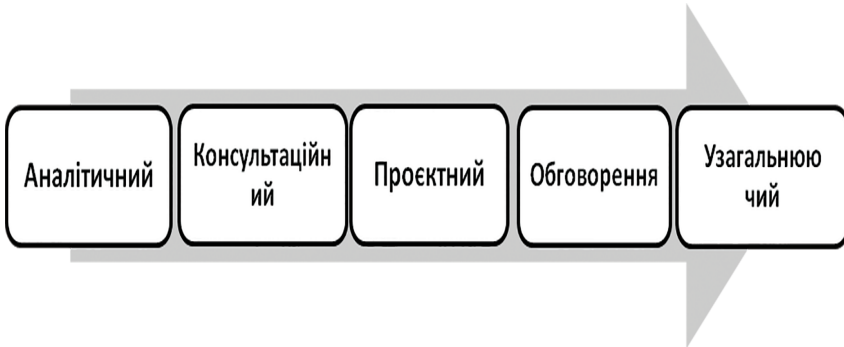 Аналітичний
Консультаційн
ий
Проєктний
Обговорення
Узагальнюю
чий